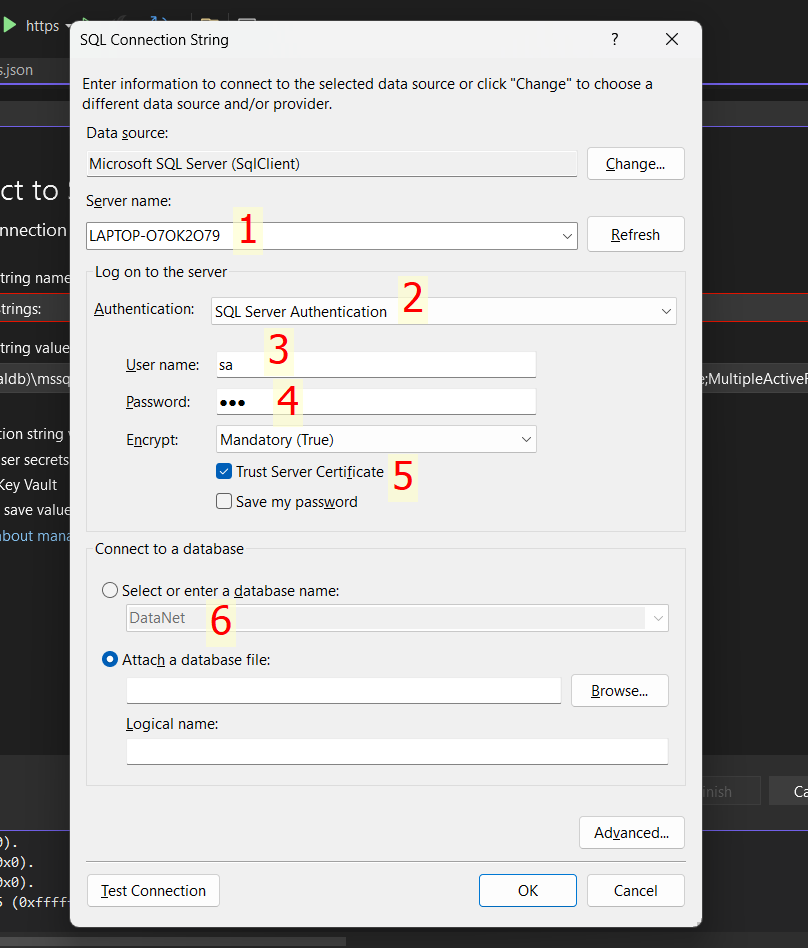 https
s.json
SQL Connection String
?
Enter information to connect to the selected data source or click "Change" to choose a
different data source and/or provider.
Data source:
Microsoft SQL Server (SqlClient)
Change...
ct to
Server name:
nnection
LAPTOP-O7OK2O79
1
Refresh
Log on to the server
tring name
trings:
Authentication:
SQL Server Authentication
2
tring value
User name:
sa
3
aldb)\mssq
e;MultipleActiveR
Password:
•••
4
tion string
Encrypt:
Mandatory (True)
ser secrets
Trust Server Certificate
5
Key Vault
Save my password
save value
about mana
Connect to a database
Select or enter a database name:
DataNet
6
Attach a database file:
Browse...
Logical name:
inish
Ca
Advanced...
0).
0x0).
0x0).
5 (0xffff
Test Connection
OK
Cancel